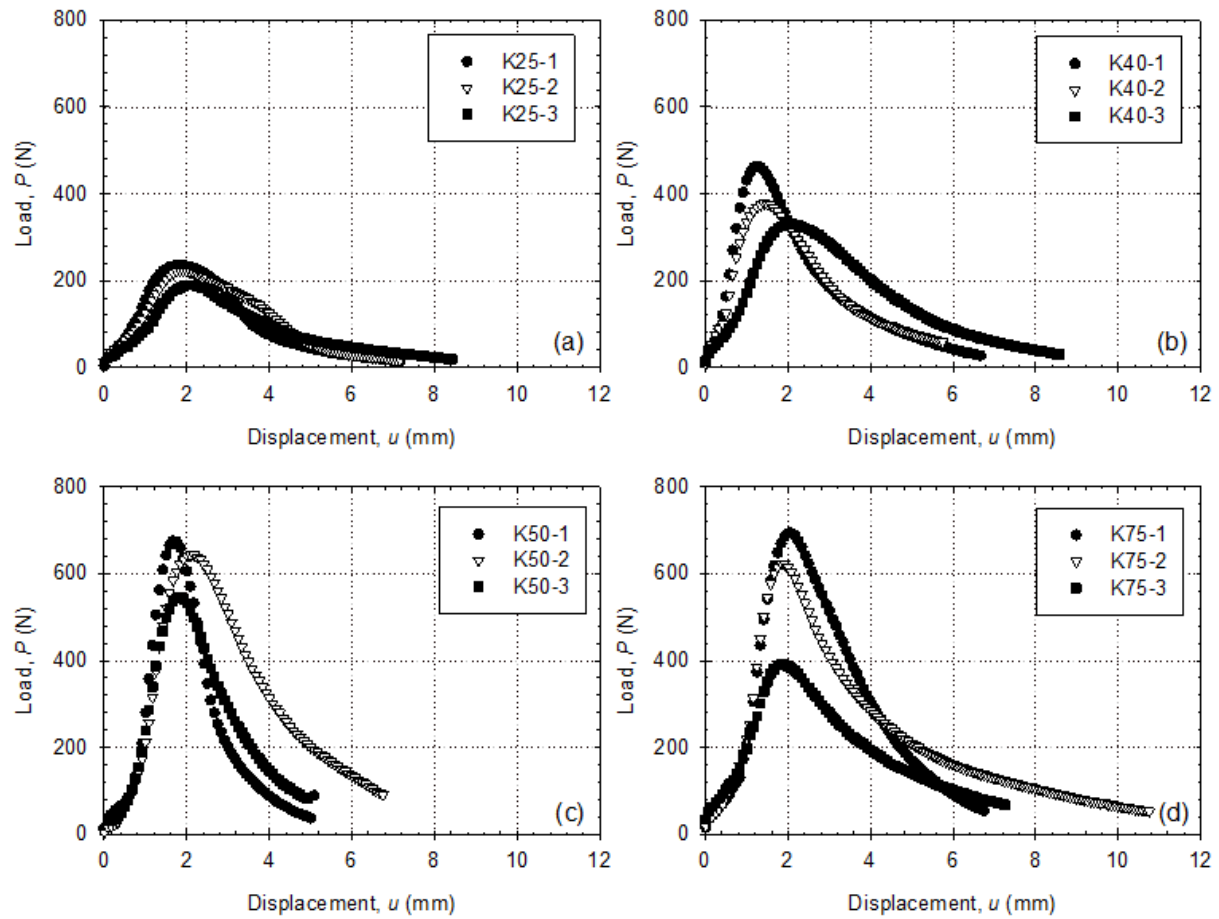 800
600
400
200
0
Load, P (N)
K25-1
K25-2
K25-3
(a)
0 2 4 6 8 10 12
Displacement, u (mm)
800
600
400
200
0
Load, P (N)
K40-1
K40-2
K40-3
(b)
0 2 4 6 8 10 12
Displacement, u (mm)
800
600
400
200
0
Load, P (N)
K50-1
K50-2
K50-3
(c)
0 2 4 6 8 10 12
Displacement, u (mm)
800
600
400
200
0
Load, P (N)
K75-1
K75-2
K75-3
(d)
0 2 4 6 8 10 12
Displacement, u (mm)